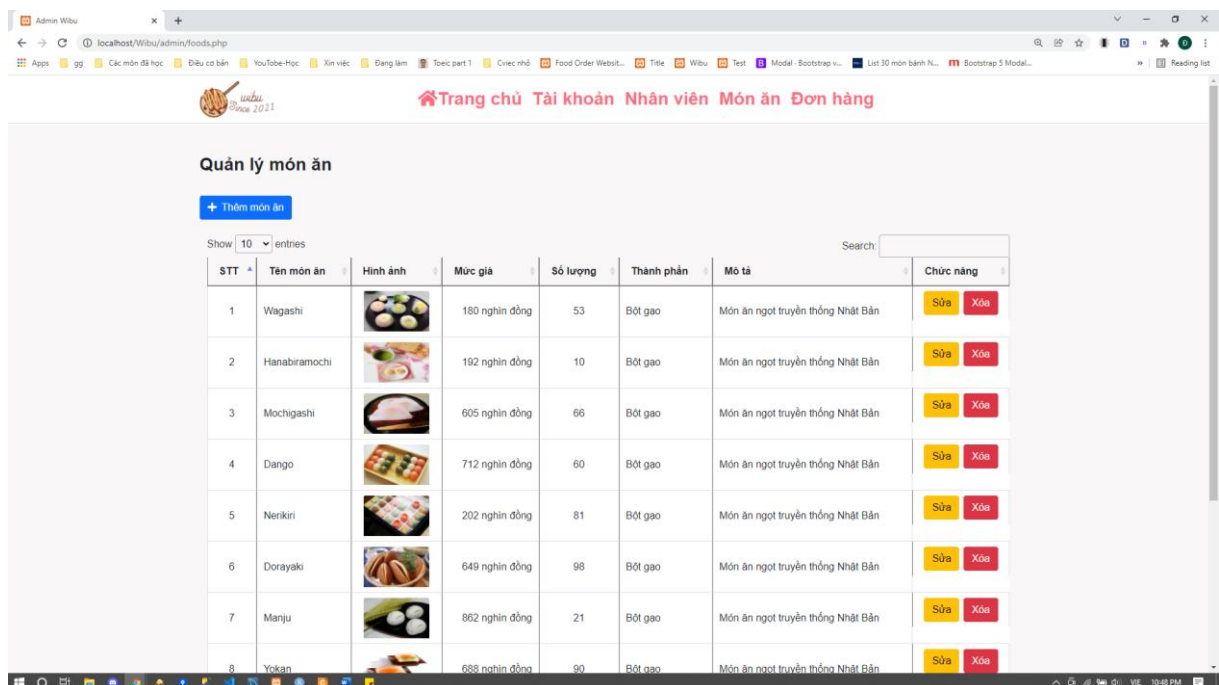 Admin Wibu
localhost/Wibu/admin/foods.php
Apps gg Các môn đã học Điều cơ bản YouTobe-Học Xin việc Đang làm Toeic part 1 Cviec nhỏ Food Order Websit... Title Wibu Test Modal · Bootstrap v... List 30 món bánh N... Bootstrap 5 Modal... » Reading list
wibu
Since 2021
Trang chủ Tài khoản Nhân viên Món ăn Đơn hàng
Quản lý món ăn
+ Thêm món ăn
Show 10 entries Search:
STT Tên món ăn Hình ảnh Mức giá Số lượng Thành phần Mô tả Chức năng
1 Wagashi 180 nghìn đồng 53 Bột gạo Món ăn ngọt truyền thống Nhật Bản Sửa Xóa
2 Hanabiramochi 192 nghìn đồng 10 Bột gạo Món ăn ngọt truyền thống Nhật Bản Sửa Xóa
3 Mochigashi 605 nghìn đồng 66 Bột gạo Món ăn ngọt truyền thống Nhật Bản Sửa Xóa
4 Dango 712 nghìn đồng 60 Bột gạo Món ăn ngọt truyền thống Nhật Bản Sửa Xóa
5 Nerikiri 202 nghìn đồng 81 Bột gạo Món ăn ngọt truyền thống Nhật Bản Sửa Xóa
6 Dorayaki 649 nghìn đồng 98 Bột gạo Món ăn ngọt truyền thống Nhật Bản Sửa Xóa
7 Manju 862 nghìn đồng 21 Bột gạo Món ăn ngọt truyền thống Nhật Bản Sửa Xóa
8 Yokan 688 nghìn đồng 90 Bột gạo Món ăn ngọt truyền thống Nhật Bản Sửa Xóa
VIE 10:48 PM